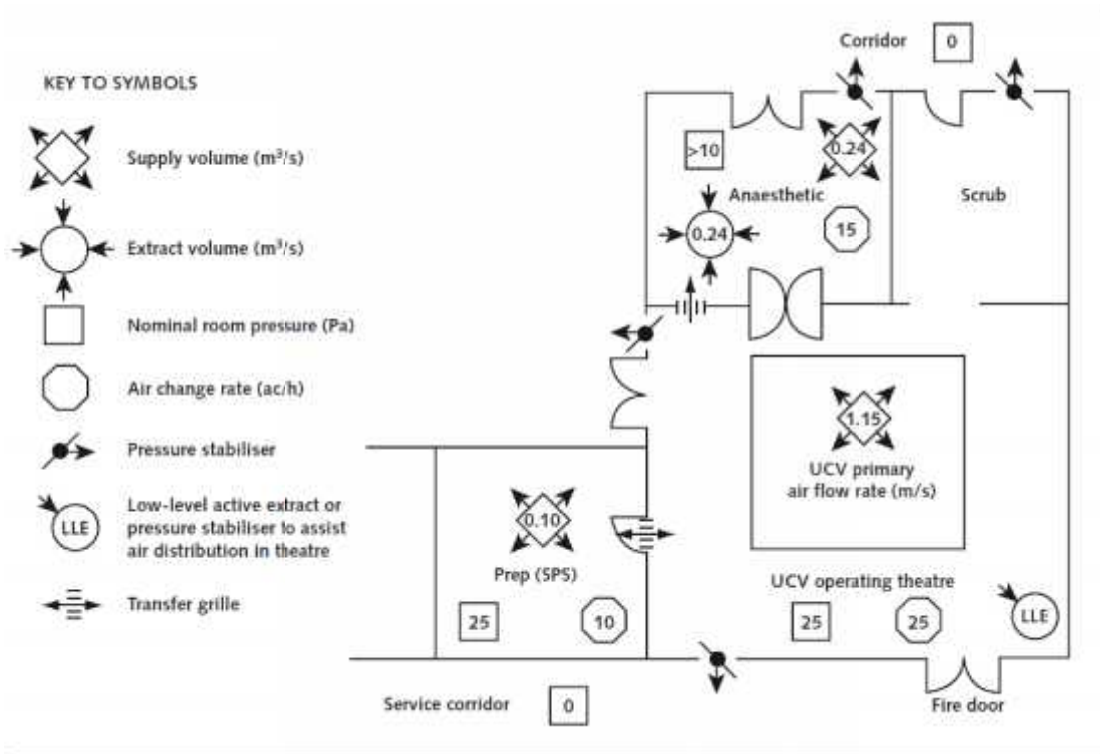 KEY TO SYMBOLS
Supply volume (m³/s)
Extract volume (m³/s)
Nominal room pressure (Pa)
Air change rate (ac/h)
Pressure stabiliser
LLE
Low-level active extract or
pressure stabiliser to assist
air distribution in theatre
Transfer grille
Corridor
0
>10
0.24
Anaesthetic
0.24
15
Scrub
1.15
UCV primary
air flow rate (m/s)
0.10
Prep (SPS)
25
10
UCV operating theatre
25
25
LLE
Service corridor
0
Fire door